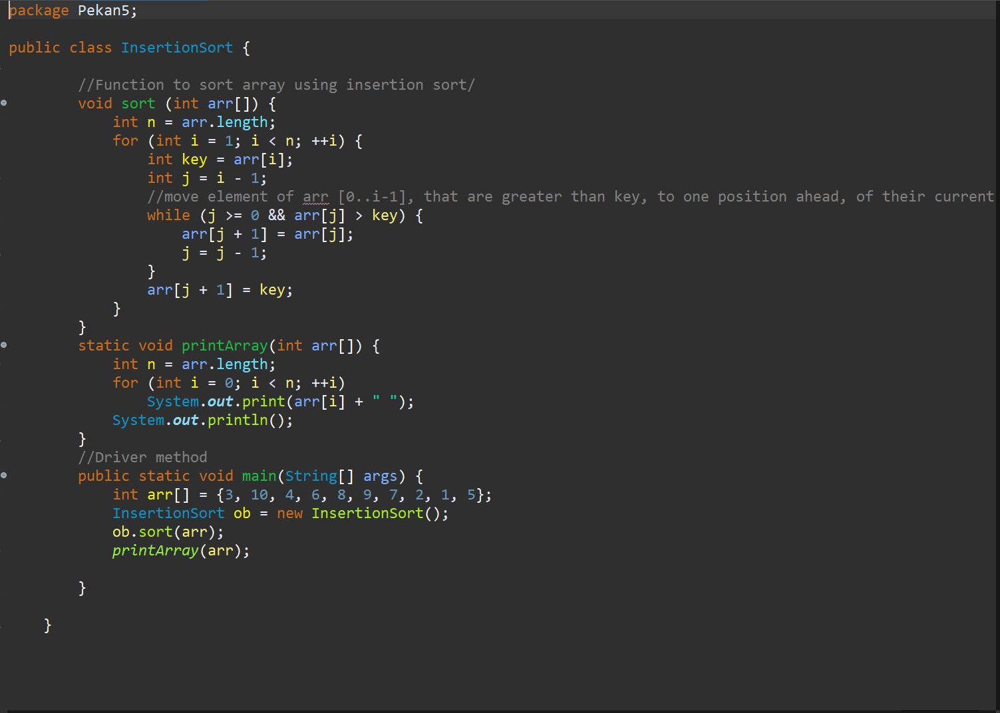 package Pekan5;
public class InsertionSort {
//Function to sort array using insertion sort/
void sort (int arr[]) {
int n = arr.length;
for (int i = 1; i < n; ++i) {
int key = arr[i];
int j = i - 1;
//move element of arr [0..i-1], that are greater than key, to one position ahead, of their current
while (j >= 0 && arr[j] > key) {
arr[j + 1] = arr[j];
j = j - 1;
}
arr[j + 1] = key;
}
}
static void printArray(int arr[]) {
int n = arr.length;
for (int i = 0; i < n; ++i)
System.out.print(arr[i] + " ");
System.out.println();
}
//Driver method
public static void main(String[] args) {
int arr[] = {3, 10, 4, 6, 8, 9, 7, 2, 1, 5};
InsertionSort ob = new InsertionSort();
ob.sort(arr);
printArray(arr);
}
}